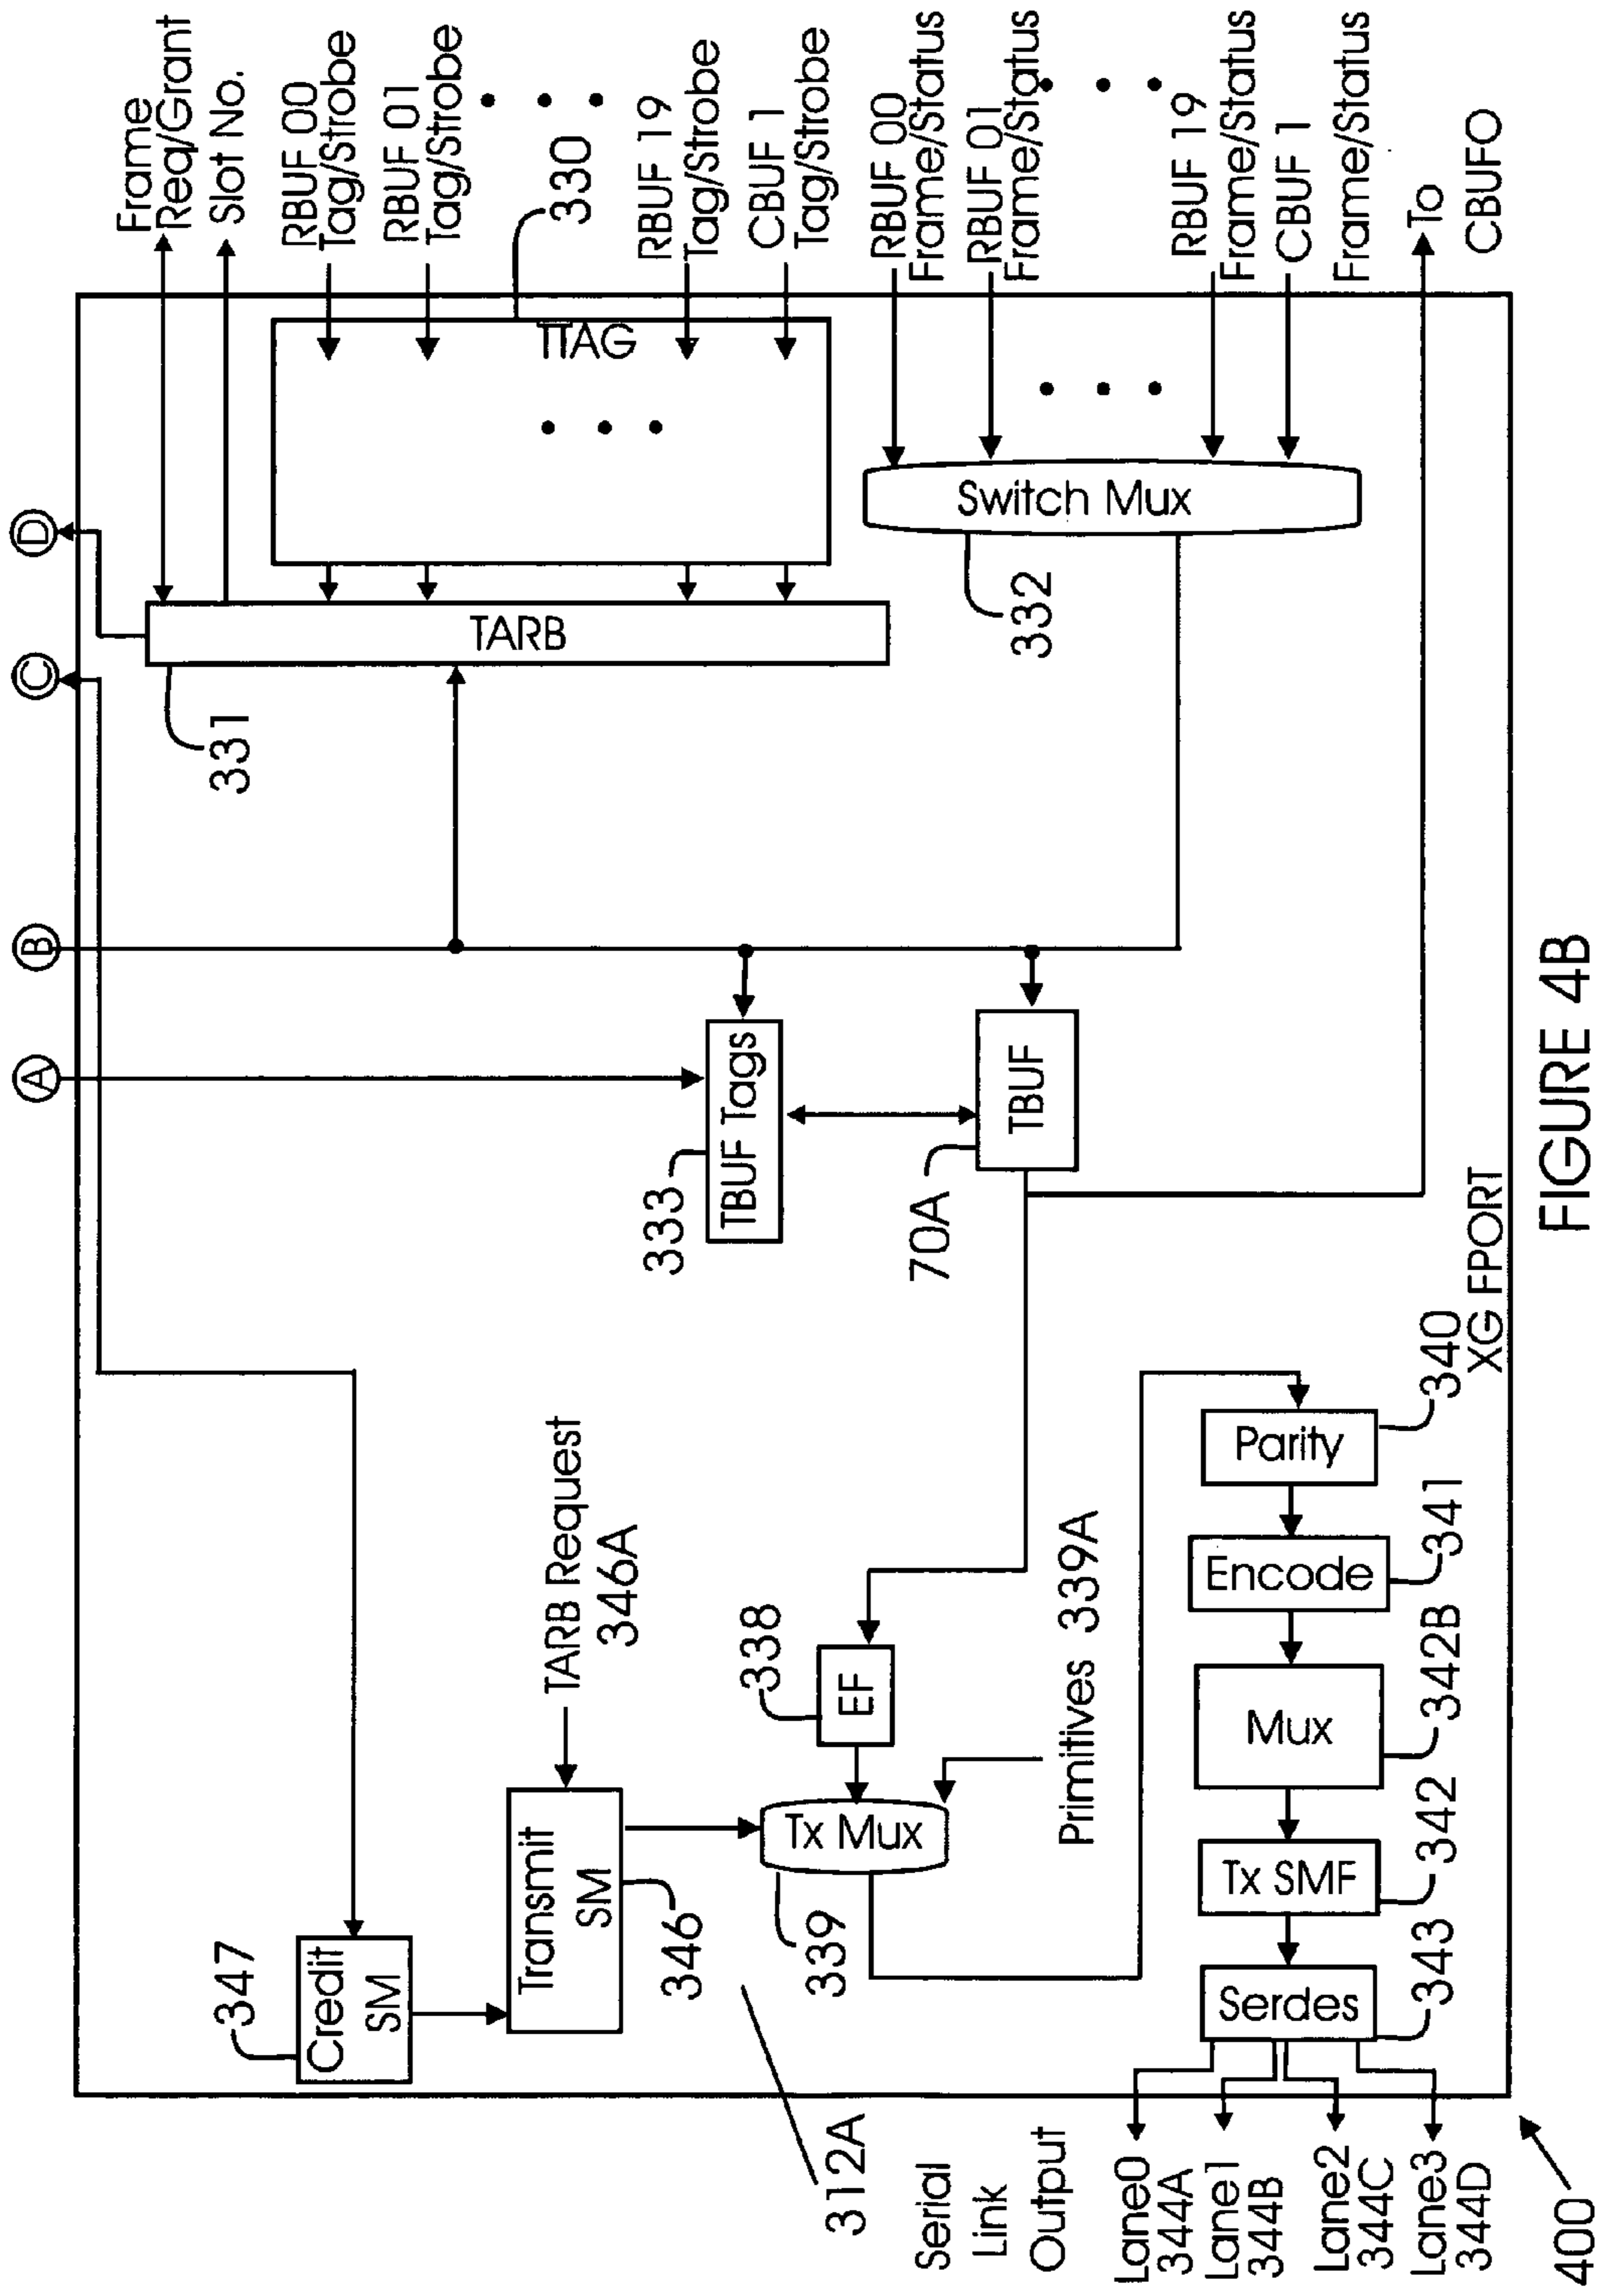 D
C
B
A
Frame
Req/Grant
Slot No.
RBUF 00
Tag/Strobe
RBUF 01
Tag/Strobe
330
RBUF 19
Tag/Strobe
CBUF 1
Tag/Strobe
RBUF 00
Frame/Status
RBUF 01
Frame/Status
RBUF 19
Frame/Status
CBUF 1
Frame/Status
To
CBUFO
TTAG
TARB
331
Switch Mux
332
TBUF Tags
333
TBUF
70A
347
Credit
SM
Transmit
SM
346
TARB Request
346A
338
EF
Tx Mux
339
Primitives 339A
Parity
340
Encode
341
Mux
342B
Tx SMF
342
Serdes
343
XG FPORT
312A
Serial
Link
Output
Lane0
344A
Lane1
344B
Lane2
344C
Lane3
344D
400
FIGURE 4B